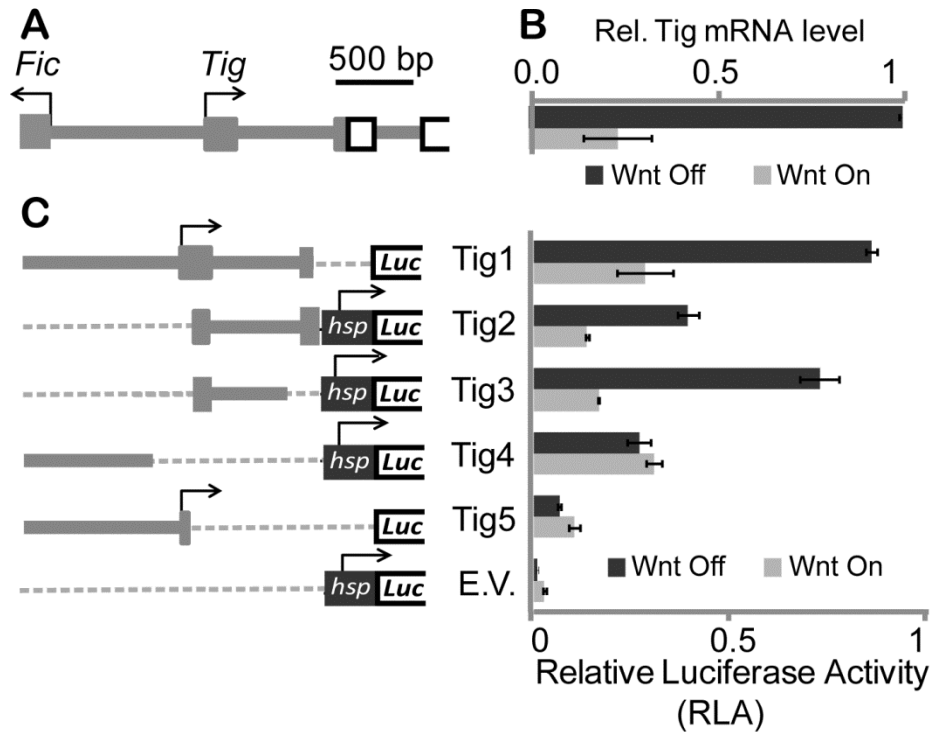 A
Fic
Tig
500 bp
B
Rel. Tig mRNA level
0.0 0.5 1
Wnt Off Wnt On
C
Luc Tig1
hsp Luc Tig2
hsp Luc Tig3
hsp Luc Tig4
Luc Tig5
hsp Luc E.V.
Wnt Off Wnt On
0 0.5 1
Relative Luciferase Activity
(RLA)